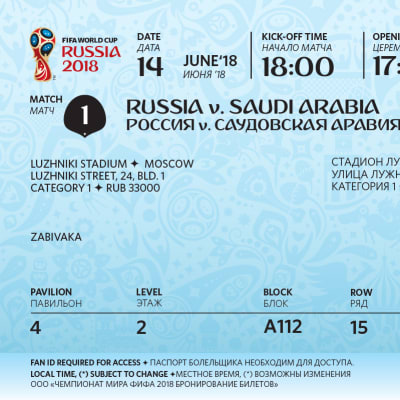 FIFA WORLD CUP
RUSSIA
2018
DATE
ДАТА
14 JUNE‘18
ИЮНЯ ‘18
KICK-OFF TIME
НАЧАЛО МАТЧА
18:00
OPENI
ЦЕРЕМ
17:
MATCH
МАТЧ
1
RUSSIA v. SAUDI ARABIA
РОССИЯ v. САУДОВСКАЯ АРАВИЯ
LUZHNIKI STADIUM ✦ MOSCOW
LUZHNIKI STREET, 24, BLD. 1
CATEGORY 1 ✦ RUB 33000
СТАДИОН ЛУ
УЛИЦА ЛУЖН
КАТЕГОРИЯ 1
ZABIVAKA
PAVILION
ПАВИЛЬОН
4
LEVEL
ЭТАЖ
2
BLOCK
БЛОК
A112
ROW
РЯД
15
FAN ID REQUIRED FOR ACCESS ✦ ПАСПОРТ БОЛЕЛЬЩИКА НЕОБХОДИМ ДЛЯ ДОСТУПА.
LOCAL TIME, (*) SUBJECT TO CHANGE ✦МЕСТНОЕ ВРЕМЯ, (*) ВОЗМОЖНЫ ИЗМЕНЕНИЯ
ООО «ЧЕМПИОНАТ МИРА ФИФА 2018 БРОНИРОВАНИЕ БИЛЕТОВ»